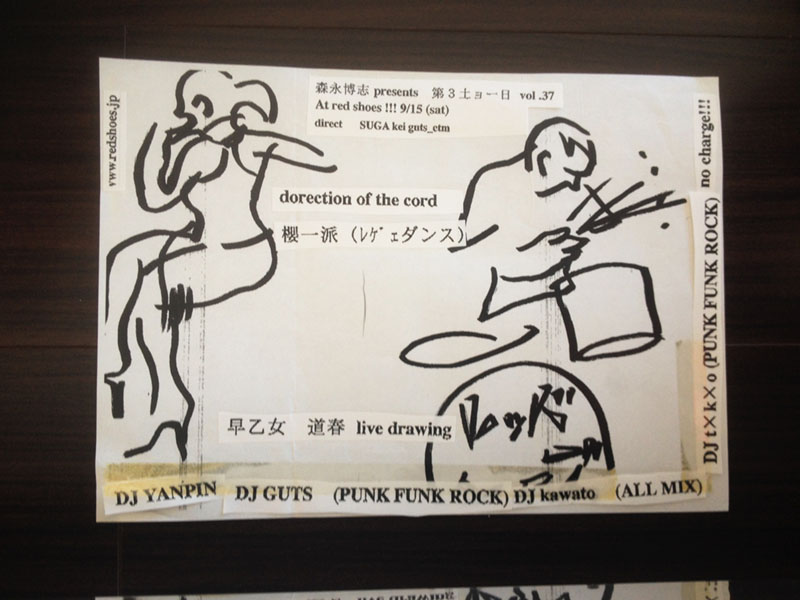 森永博志 presents 第３土ョ一日 vol .37
At red shoes !!! 9/15 (sat)
direct SUGA kei guts_etm
www.redshoes.jp
no charge!!!
dorection of the cord
櫻一派（ﾚｹﾞｪダンス）
DJ t×k×o (PUNK FUNK ROCK)
早乙女 道春 live drawing
レッド
DJ YANPIN DJ GUTS (PUNK FUNK ROCK) DJ kawato (ALL MIX)